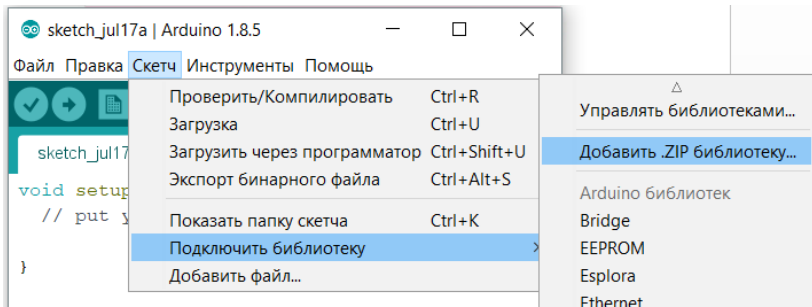 sketch_jul17a | Arduino 1.8.5
Файл Правка Скетч Инструменты Помощь
sketch_jul17
void setup
// put y
}
Проверить/Компилировать Ctrl+R
Загрузка Ctrl+U
Загрузить через программатор Ctrl+Shift+U
Экспорт бинарного файла Ctrl+Alt+S
Показать папку скетча Ctrl+K
Подключить библиотеку
Добавить файл...
Управлять библиотеками...
Добавить .ZIP библиотеку...
Arduino библиотек
Bridge
EEPROM
Esplora
Ethernet